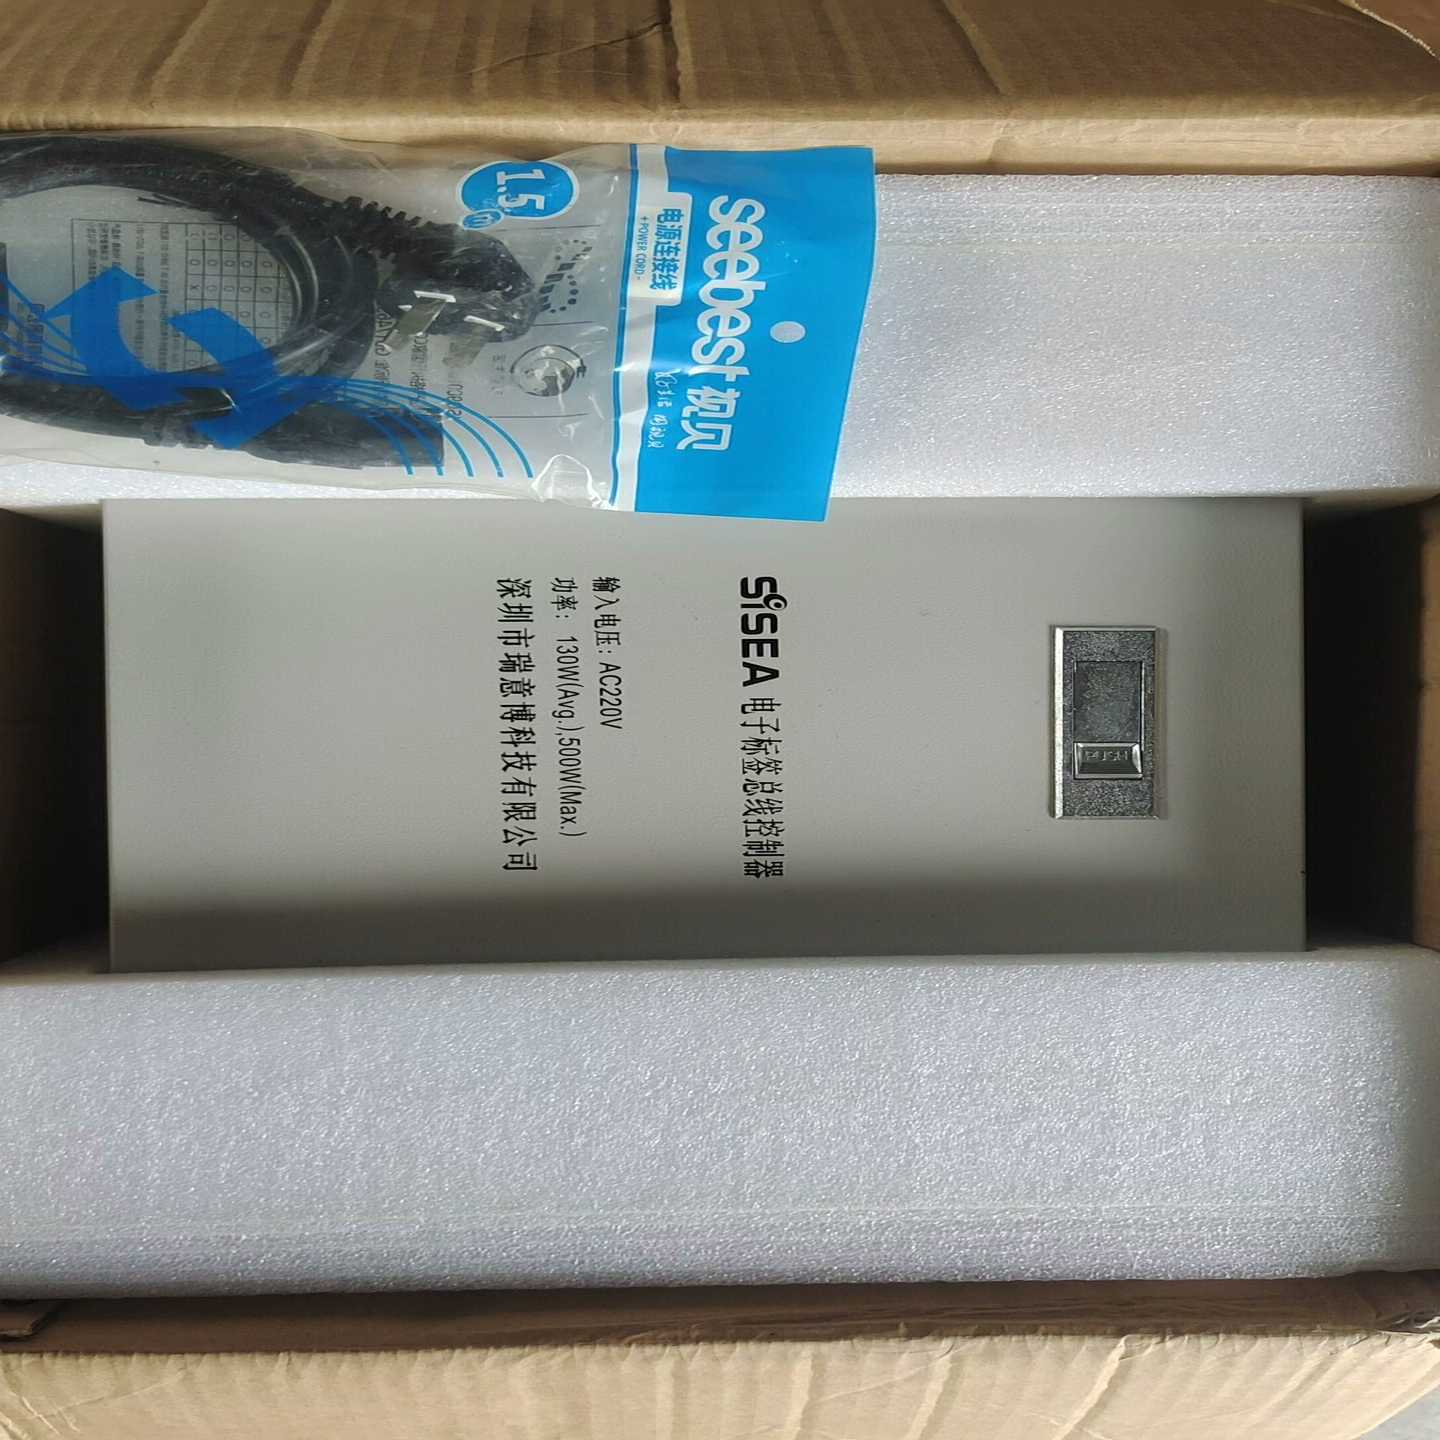 seebest 视贝
电源连接线
+POWER CORD-
1.5m
PUSH
SiSEA 电子标签总线控制器
输入电压：AC220V
功率：130W(Avg.),500W(Max.)
深圳市瑞意博科技有限公司